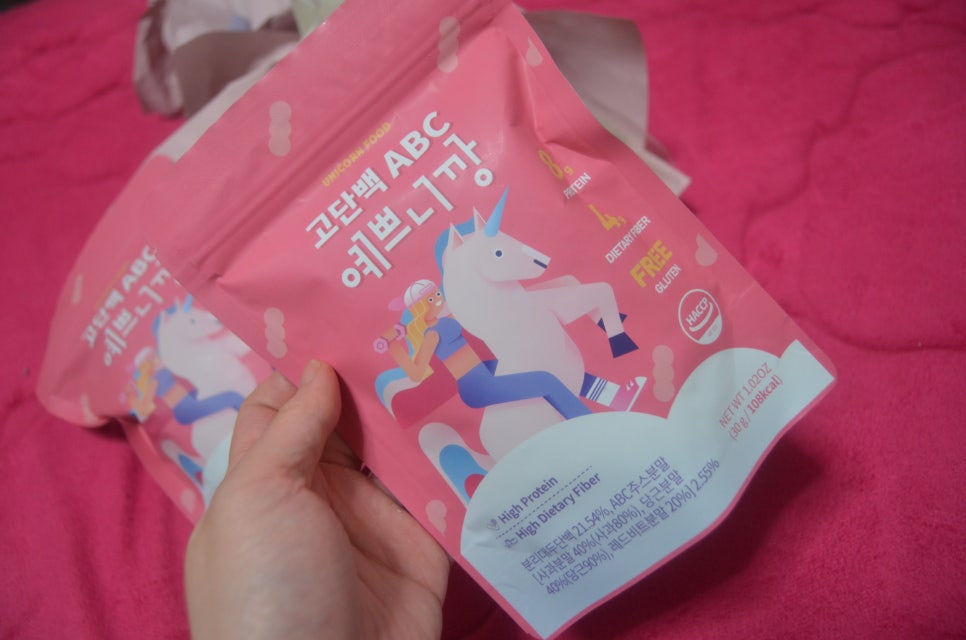 UNICORN FOOD
고단백 ABC
예쁘니깡
8g
PROTEIN
4g
DIETARY FIBER
FREE
GLUTEN
HACCP
NET WT 1.02OZ
(30g/108kcal)
High Protein
High Dietary Fiber
분리대두단백 21.54%, ABC주스분말
[사과분말 40%(사과80%), 당근분말
40%(당근90%), 레드비트분말 20%] 2.55%
고단백 ABC
예쁘니깡